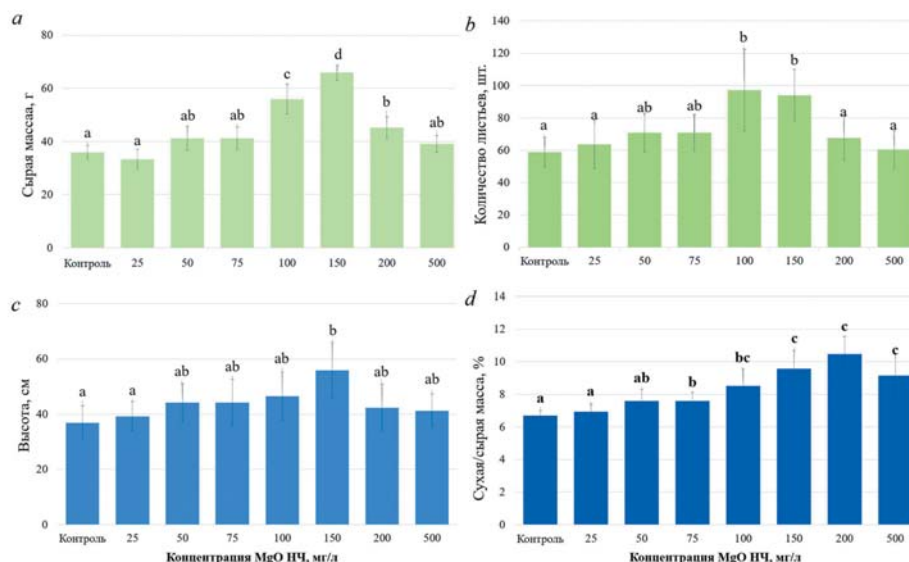 a
80
60
40
20
0
Сырая массаа, г
a
a
ab
ab
c
d
b
ab
Контроль 25 50 75 100 150 200 500
b
140
120
100
80
60
40
20
0
Количество листьев, шт.
a
a
ab
ab
b
b
a
a
Контроль 25 50 75 100 150 200 500
c
80
60
40
20
0
Высота, см
a
a
ab
ab
ab
b
ab
ab
Контроль 25 50 75 100 150 200 500
Концентрация MgO НЧ, мг/л
d
14
12
10
8
6
4
2
0
Сухая/сырая масса, %
a
a
ab
b
bc
c
c
c
Контроль 25 50 75 100 150 200 500
Концентрация MgO НЧ, мг/л